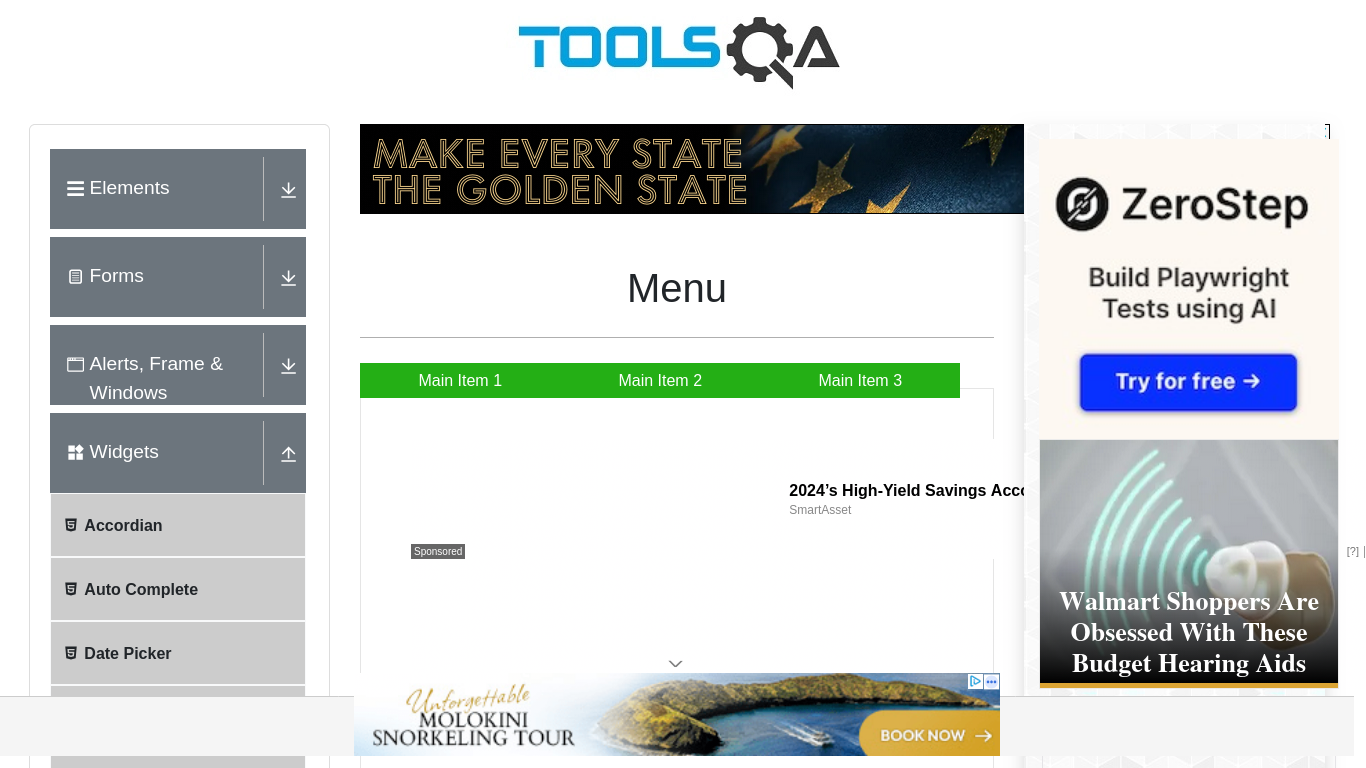 TOOLSQA
Elements
Forms
Alerts, Frame &
Windows
Widgets
Accordian
Auto Complete
Date Picker
MAKE EVERY STATE
THE GOLDEN STATE
Menu
Main Item 1
Main Item 2
Main Item 3
2024’s High-Yield Savings Acco
SmartAsset
Sponsored
Unforgettable
MOLOKINI
SNORKELING TOUR
BOOK NOW →
ZeroStep
Build Playwright
Tests using AI
Try for free →
[?]
Walmart Shoppers Are
Obsessed With These
Budget Hearing Aids